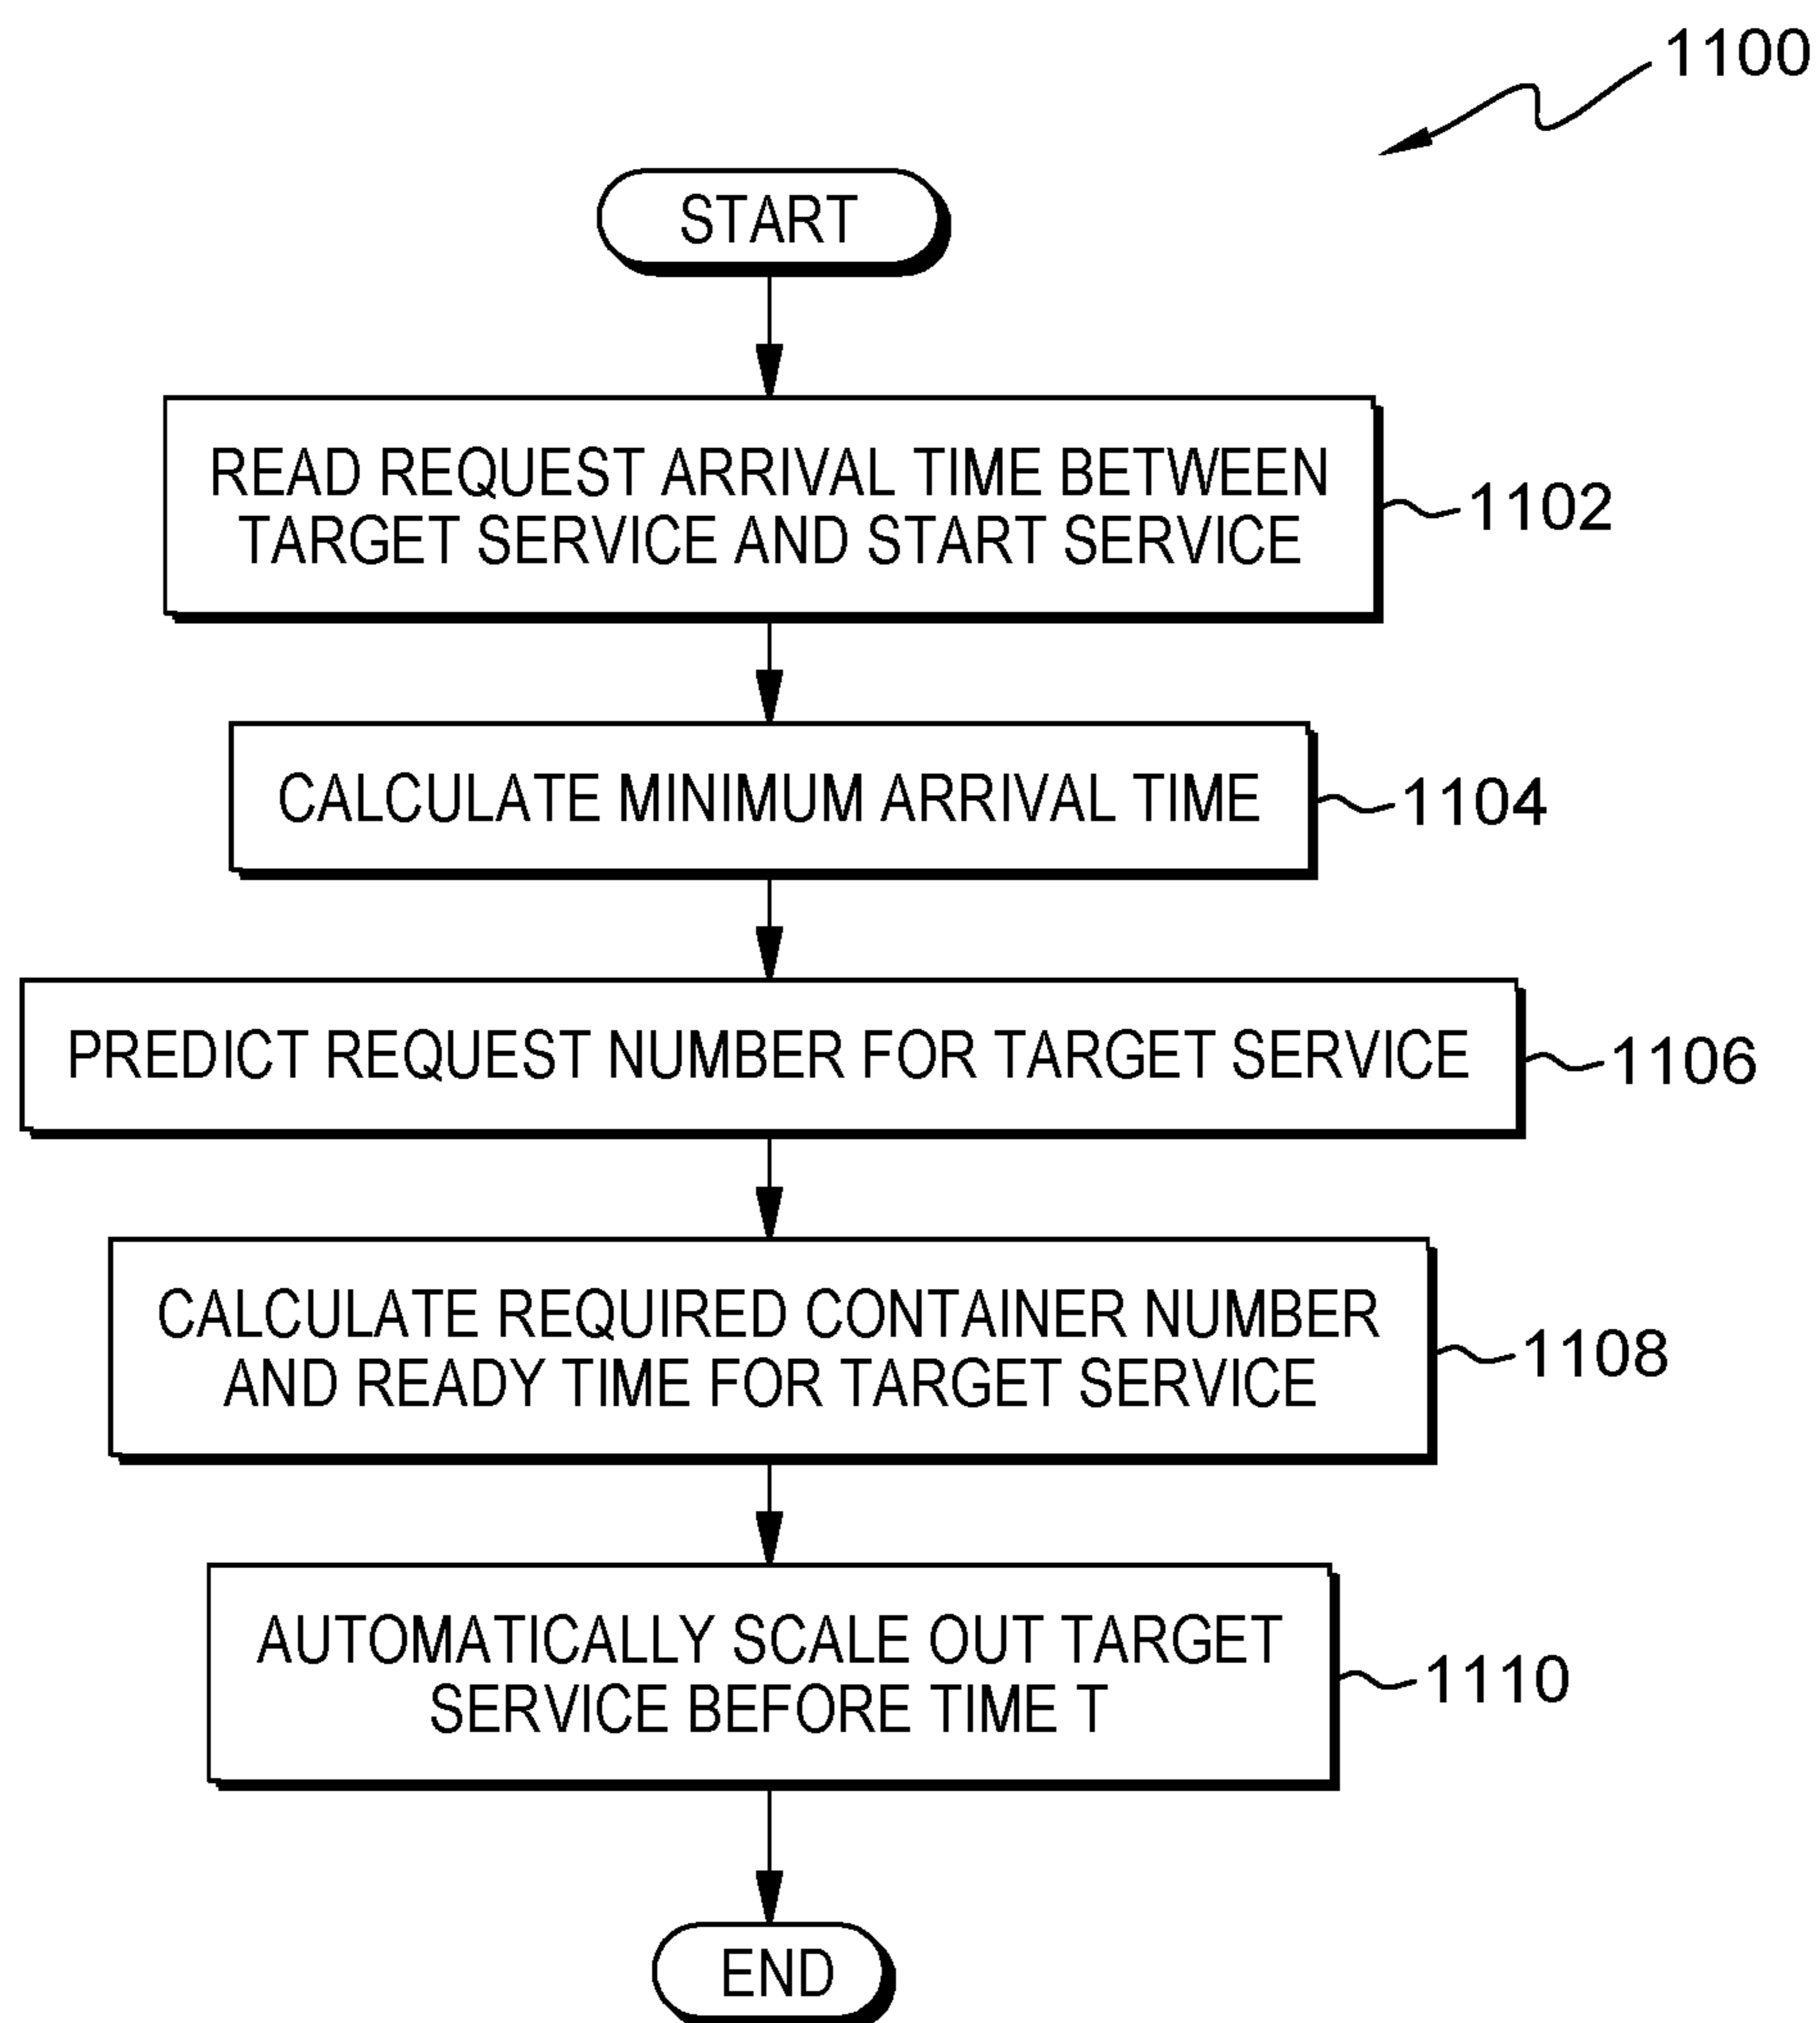 1100
START
READ REQUEST ARRIVAL TIME BETWEEN
TARGET SERVICE AND START SERVICE
1102
CALCULATE MINIMUM ARRIVAL TIME
1104
PREDICT REQUEST NUMBER FOR TARGET SERVICE
1106
CALCULATE REQUIRED CONTAINER NUMBER
AND READY TIME FOR TARGET SERVICE
1108
AUTOMATICALLY SCALE OUT TARGET
SERVICE BEFORE TIME T
1110
END